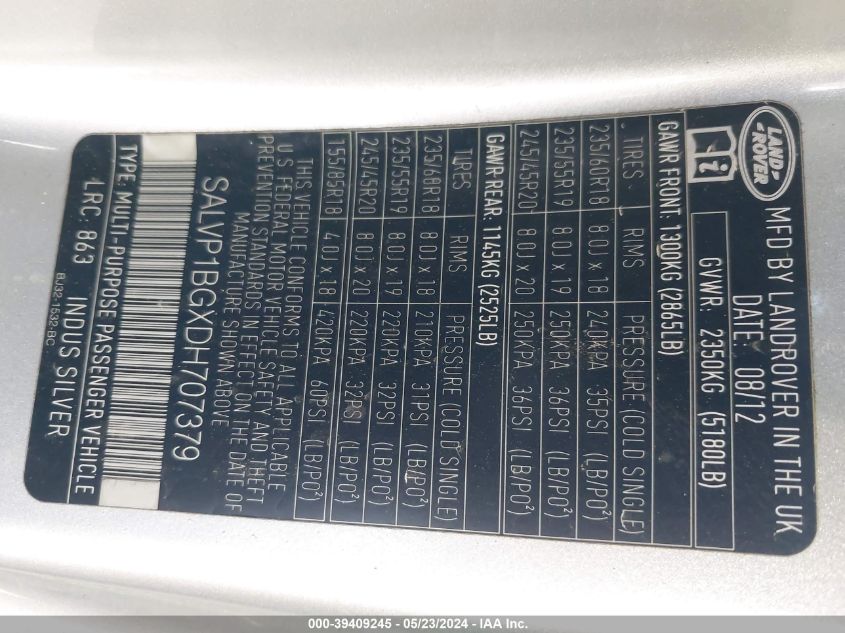 LAND-
ROVER
MFD BY LANDROVER IN THE UK
DATE: 08/12
GVWR: 2350KG (5180LB)
GAWR FRONT: 1300KG (2865LB)
TIRES RIMS PRESSURE (COLD SINGLE)
235/60R18 8.0J x 18 240KPA 35PSI (LB/PO²)
235/55R19 8.0J x 19 250KPA 36PSI (LB/PO²)
245/45R20 8.0J x 20 250KPA 36PSI (LB/PO²)
GAWR REAR: 1145KG (2525LB)
TIRES RIMS PRESSURE (COLD SINGLE)
235/60R18 8.0J x 18 210KPA 31PSI (LB/PO²)
235/55R19 8.0J x 19 220KPA 32PSI (LB/PO²)
245/45R20 8.0J x 20 220KPA 32PSI (LB/PO²)
155/85R18 4.0J x 18 420KPA 60PSI (LB/PO²)
THIS VEHICLE CONFORMS TO ALL APPLICABLE
U.S. FEDERAL MOTOR VEHICLE SAFETY AND THEFT
PREVENTION STANDARDS IN EFFECT ON THE DATE OF
MANUFACTURE SHOWN ABOVE
SALVP1BGXDH707379
TYPE: MULTI-PURPOSE PASSENGER VEHICLE
LRC 863 INDUS SILVER
BJ32-1532-BC
000-39409245 - 05/23/2024 - IAA Inc.